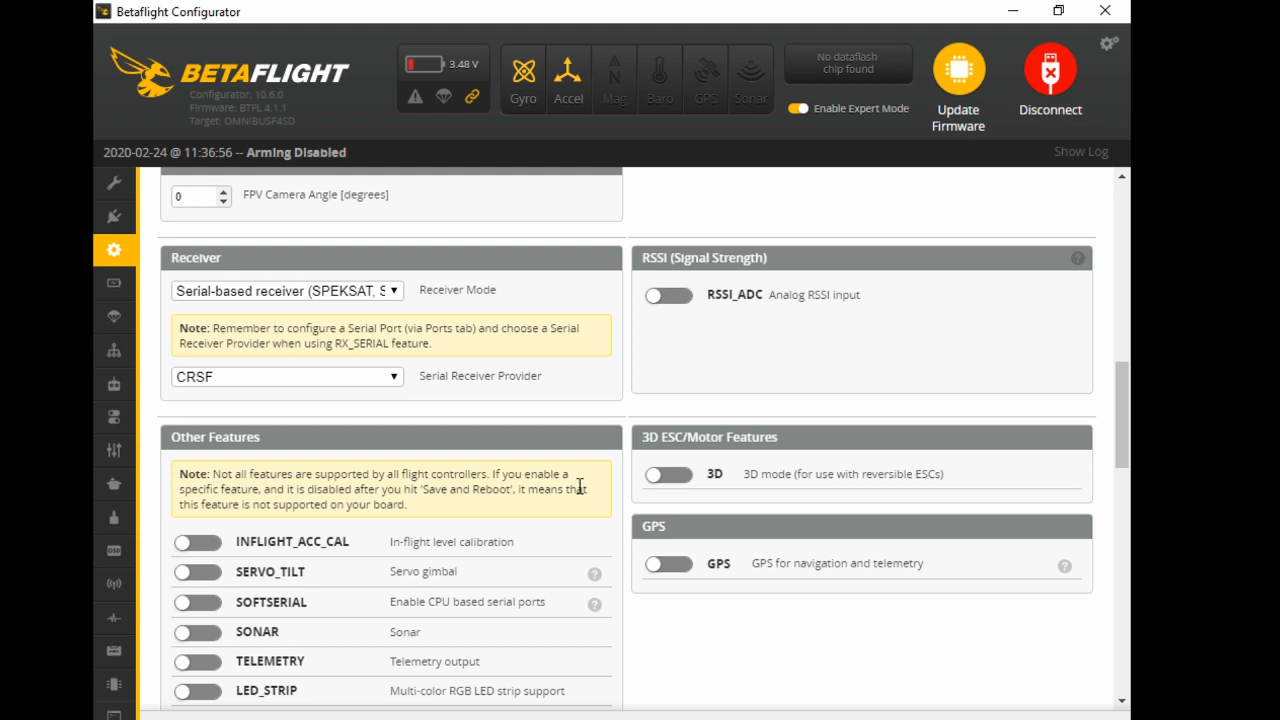 Betaflight Configurator
BETAFLIGHT
Configurator: 10.6.0
Firmware: BTFL 4.1.1
Target: OMNIBUSF4SD
3.48 V
Gyro
Accel
Mag
Baro
GPS
Sonar
No dataflash
chip found
Enable Expert Mode
Update
Firmware
Disconnect
2020-02-24 @ 11:36:56 -- Arming Disabled
Show Log
0
FPV Camera Angle [degrees]
Receiver
Serial-based receiver (SPEKSAT, S
Receiver Mode
Note: Remember to configure a Serial Port (via Ports tab) and choose a Serial
Receiver Provider when using RX_SERIAL feature.
CRSF
Serial Receiver Provider
RSSI (Signal Strength)
RSSI_ADC Analog RSSI input
Other Features
Note: Not all features are supported by all flight controllers. If you enable a
specific feature, and it is disabled after you hit 'Save and Reboot', it means that
this feature is not supported on your board.
INFLIGHT_ACC_CAL In-flight level calibration
SERVO_TILT Servo gimbal
SOFTSERIAL Enable CPU based serial ports
SONAR Sonar
TELEMETRY Telemetry output
LED_STRIP Multi-color RGB LED strip support
3D ESC/Motor Features
3D 3D mode (for use with reversible ESCs)
GPS
GPS GPS for navigation and telemetry